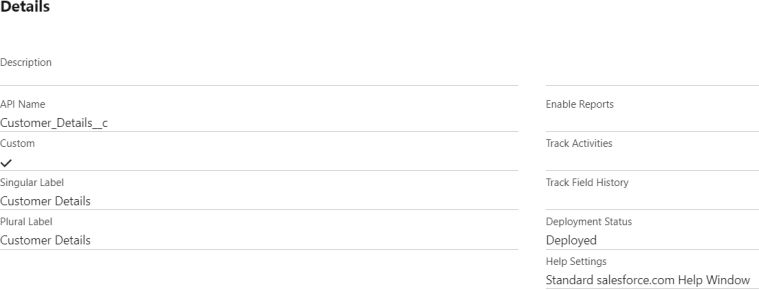 Details
Description
API Name
Customer_Details__c
Custom
Singular Label
Customer Details
Plural Label
Customer Details
Enable Reports
Track Activities
Track Field History
Deployment Status
Deployed
Help Settings
Standard salesforce.com Help Window